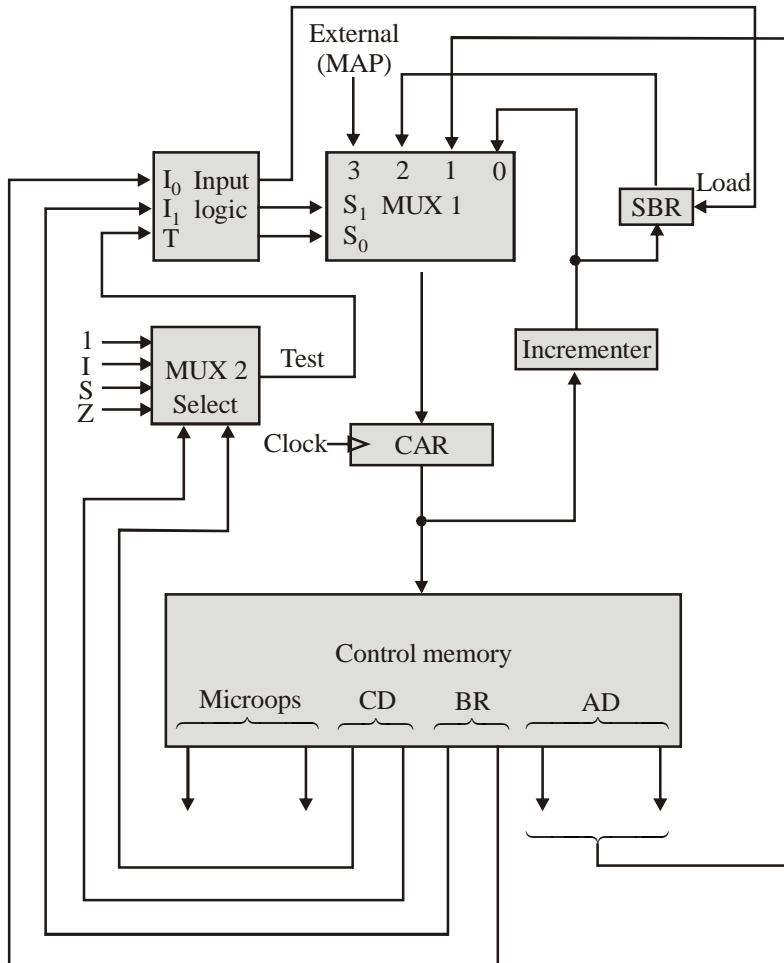 External
(MAP)
I0 Input
I1 logic
T
3 2 1 0
S1 MUX 1
S0
Load
SBR
1
I
S
Z
MUX 2
Select
Test
Incrementer
Clock
CAR
Control memory
Microops CD BR AD